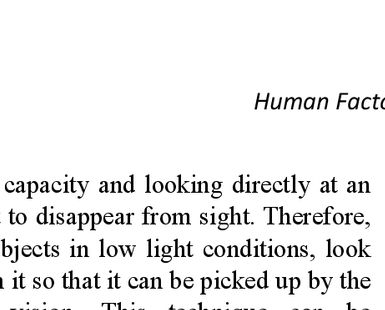 Human Facto
capacity and looking directly at an
to disappear from sight. Therefore,
bjects in low light conditions, look
it so that it can be picked up by the
vision. This technique can be